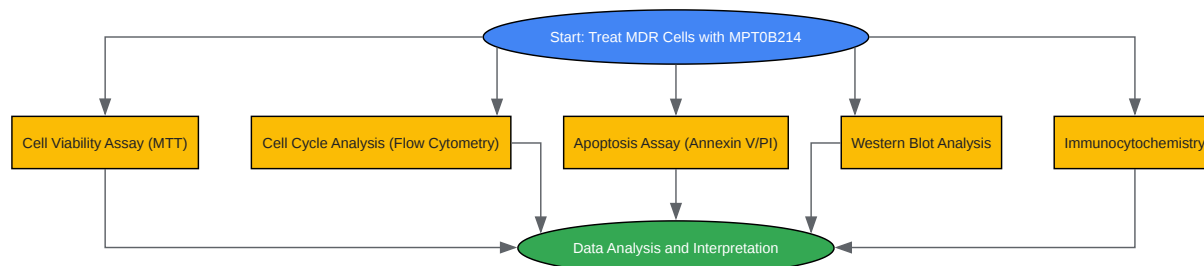 Start: Treat MDR Cells with MPT0B214
Cell Viability Assay (MTT)
Cell Cycle Analysis (Flow Cytometry)
Apoptosis Assay (Annexin V/PI)
Western Blot Analysis
Immunocytochemistry
Data Analysis and Interpretation